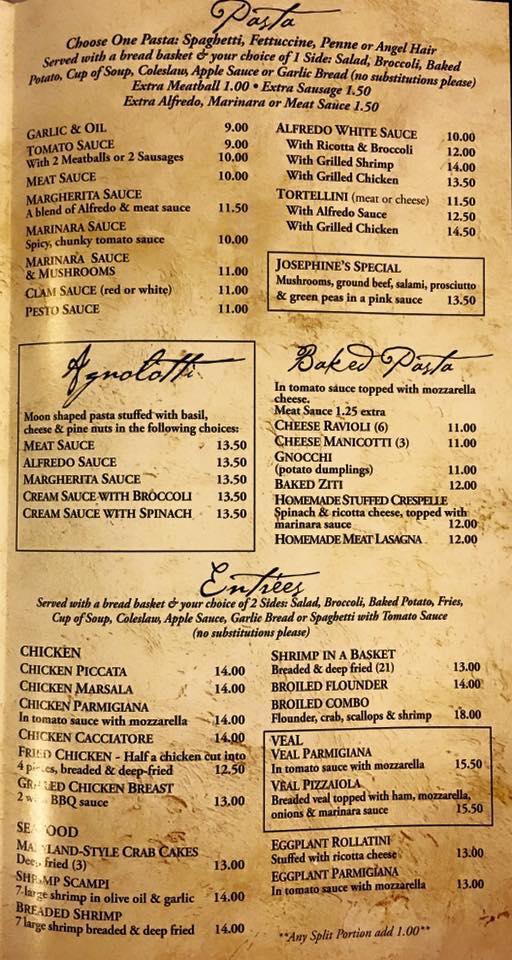 Pasta
Choose One Pasta: Spaghetti, Fettuccine, Penne or Angel Hair
Served with a bread basket & your choice of 1 Side: Salad, Broccoli, Baked
Potato, Cup of Soup, Coleslaw, Apple Sauce or Garlic Bread (no substitutions please)
Extra Meatball 1.00 • Extra Sausage 1.50
Extra Alfredo, Marinara or Meat Sauce 1.50
GARLIC & OIL 9.00
TOMATO SAUCE 9.00
With 2 Meatballs or 2 Sausages 10.00
MEAT SAUCE 10.00
MARGHERITA SAUCE
A blend of Alfredo & meat sauce 11.50
MARINARA SAUCE
Spicy, chunky tomato sauce 10.00
MARINARA SAUCE
& MUSHROOMS 11.00
CLAM SAUCE (red or white) 11.00
PESTO SAUCE 11.00
ALFREDO WHITE SAUCE 10.00
With Ricotta & Broccoli 12.00
With Grilled Shrimp 14.00
With Grilled Chicken 13.50
TORTELLINI (meat or cheese) 11.50
With Alfredo Sauce 12.50
With Grilled Chicken 14.50
JOSEPHINE'S SPECIAL
Mushrooms, ground beef, salami, prosciutto
& green peas in a pink sauce 13.50
Agnolotti
Moon shaped pasta stuffed with basil,
cheese & pine nuts in the following choices:
MEAT SAUCE 13.50
ALFREDO SAUCE 13.50
MARGHERITA SAUCE 13.50
CREAM SAUCE WITH BROCCOLI 13.50
CREAM SAUCE WITH SPINACH 13.50
Baked Pasta
In tomato sauce topped with mozzarella
cheese.
Meat Sauce 1.25 extra
CHEESE RAVIOLI (6) 11.00
CHEESE MANICOTTI (3) 11.00
GNOCCHI
(potato dumplings) 11.00
BAKED ZITI 12.00
HOMEMADE STUFFED CRESPELLE
Spinach & ricotta cheese, topped with
marinara sauce 12.00
HOMEMADE MEAT LASAGNA 12.00
Entrées
Served with a bread basket & your choice of 2 Sides: Salad, Broccoli, Baked Potato, Fries,
Cup of Soup, Coleslaw, Apple Sauce, Garlic Bread or Spaghetti with Tomato Sauce
(no substitutions please)
CHICKEN
CHICKEN PICCATA 14.00
CHICKEN MARSALA 14.00
CHICKEN PARMIGIANA
In tomato sauce with mozzarella 14.00
CHICKEN CACCIATORE 14.00
FRIED CHICKEN - Half a chicken cut into
4 pieces, breaded & deep-fried 12.50
GRILLED CHICKEN BREAST
2 BBQ sauce 13.00
SEAFOOD
MARYLAND-STYLE CRAB CAKES
Deep fried (3) 13.00
SHRIMP SCAMPI
7 large shrimp in olive oil & garlic 14.00
BREADED SHRIMP
7 large shrimp breaded & deep fried 14.00
SHRIMP IN A BASKET
Breaded & deep fried (21) 13.00
BROILED FLOUNDER 14.00
BROILED COMBO
Flounder, crab, scallops & shrimp 18.00
VEAL
VEAL PARMIGIANA
In tomato sauce with mozzarella 15.50
VEAL PIZZAIOLA
Breaded veal topped with ham, mozzarella,
onions & marinara sauce 15.50
EGGPLANT ROLLATINI
Stuffed with ricotta cheese 13.00
EGGPLANT PARMIGIANA
In tomato sauce with mozzarella 13.00
**Any Split Portion add 1.00**